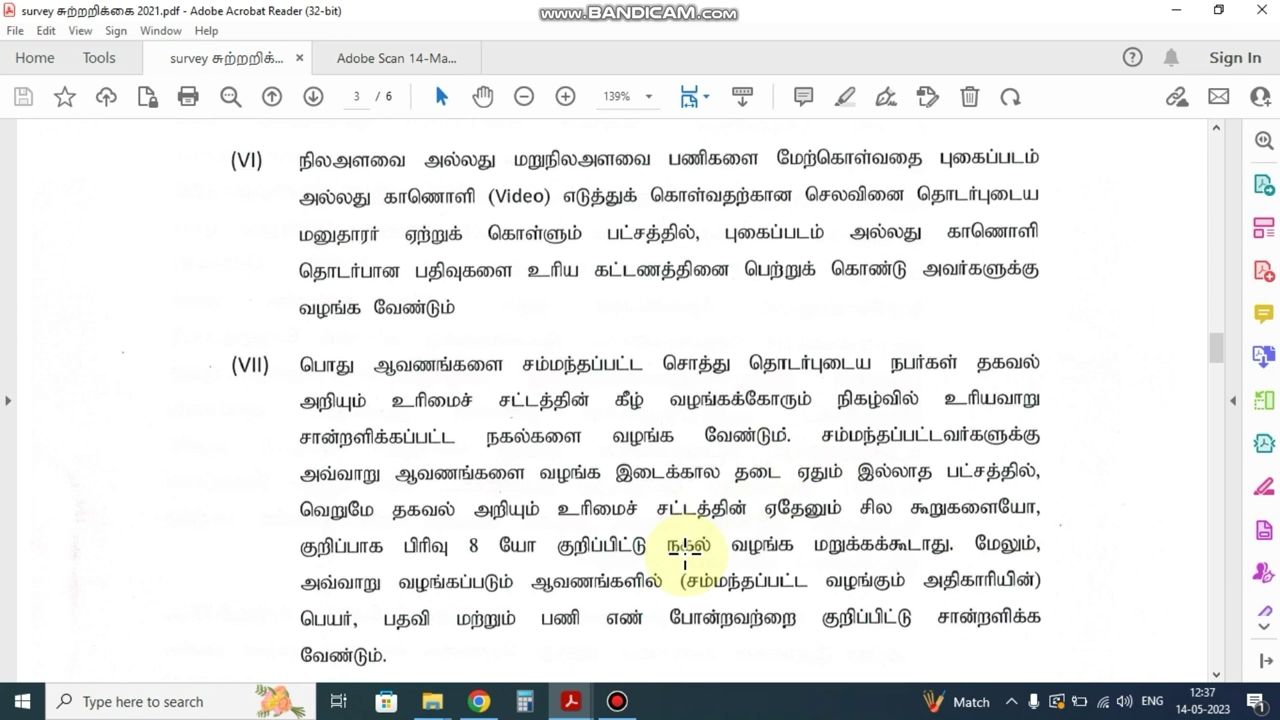 survey சுற்றறிக்கை 2021.pdf - Adobe Acrobat Reader (32-bit)
www.BANDICAM.com
File Edit View Sign Window Help
Home Tools survey சுற்றறிக்... × Adobe Scan 14-Ma... Sign In
3 / 6 139%
(VI) நிலஅளவை அல்லது மறுநிலஅளவை பணிகளை மேற்கொள்வதை புகைப்படம்
அல்லது காணொளி (Video) எடுத்துக் கொள்வதற்கான செலவினை தொடர்புடைய
மனுதாரர் ஏற்றுக் கொள்ளும் பட்சத்தில், புகைப்படம் அல்லது காணொளி
தொடர்பான பதிவுகளை உரிய கட்டணத்தினை பெற்றுக் கொண்டு அவர்களுக்கு
வழங்க வேண்டும்
(VII) பொது ஆவணங்களை சம்மந்தப்பட்ட சொத்து தொடர்புடைய நபர்கள் தகவல்
அறியும் உரிமைச் சட்டத்தின் கீழ் வழங்கக்கோரும் நிகழ்வில் உரியவாறு
சான்றளிக்கப்பட்ட நகல்களை வழங்க வேண்டும். சம்மந்தப்பட்டவர்களுக்கு
அவ்வாறு ஆவணங்களை வழங்க இடைக்கால தடை ஏதும் இல்லாத பட்சத்தில்,
வெறுமே தகவல் அறியும் உரிமைச் சட்டத்தின் ஏதேனும் சில கூறுகளையோ,
குறிப்பாக பிரிவு 8 யோ குறிப்பிட்டு நகல் வழங்க மறுக்கக்கூடாது. மேலும்,
அவ்வாறு வழங்கப்படும் ஆவணங்களில் (சம்மந்தப்பட்ட வழங்கும் அதிகாரியின்)
பெயர், பதவி மற்றும் பணி எண் போன்றவற்றை குறிப்பிட்டு சான்றளிக்க
வேண்டும்.
Type here to search Match ENG 12:37
14-05-2023